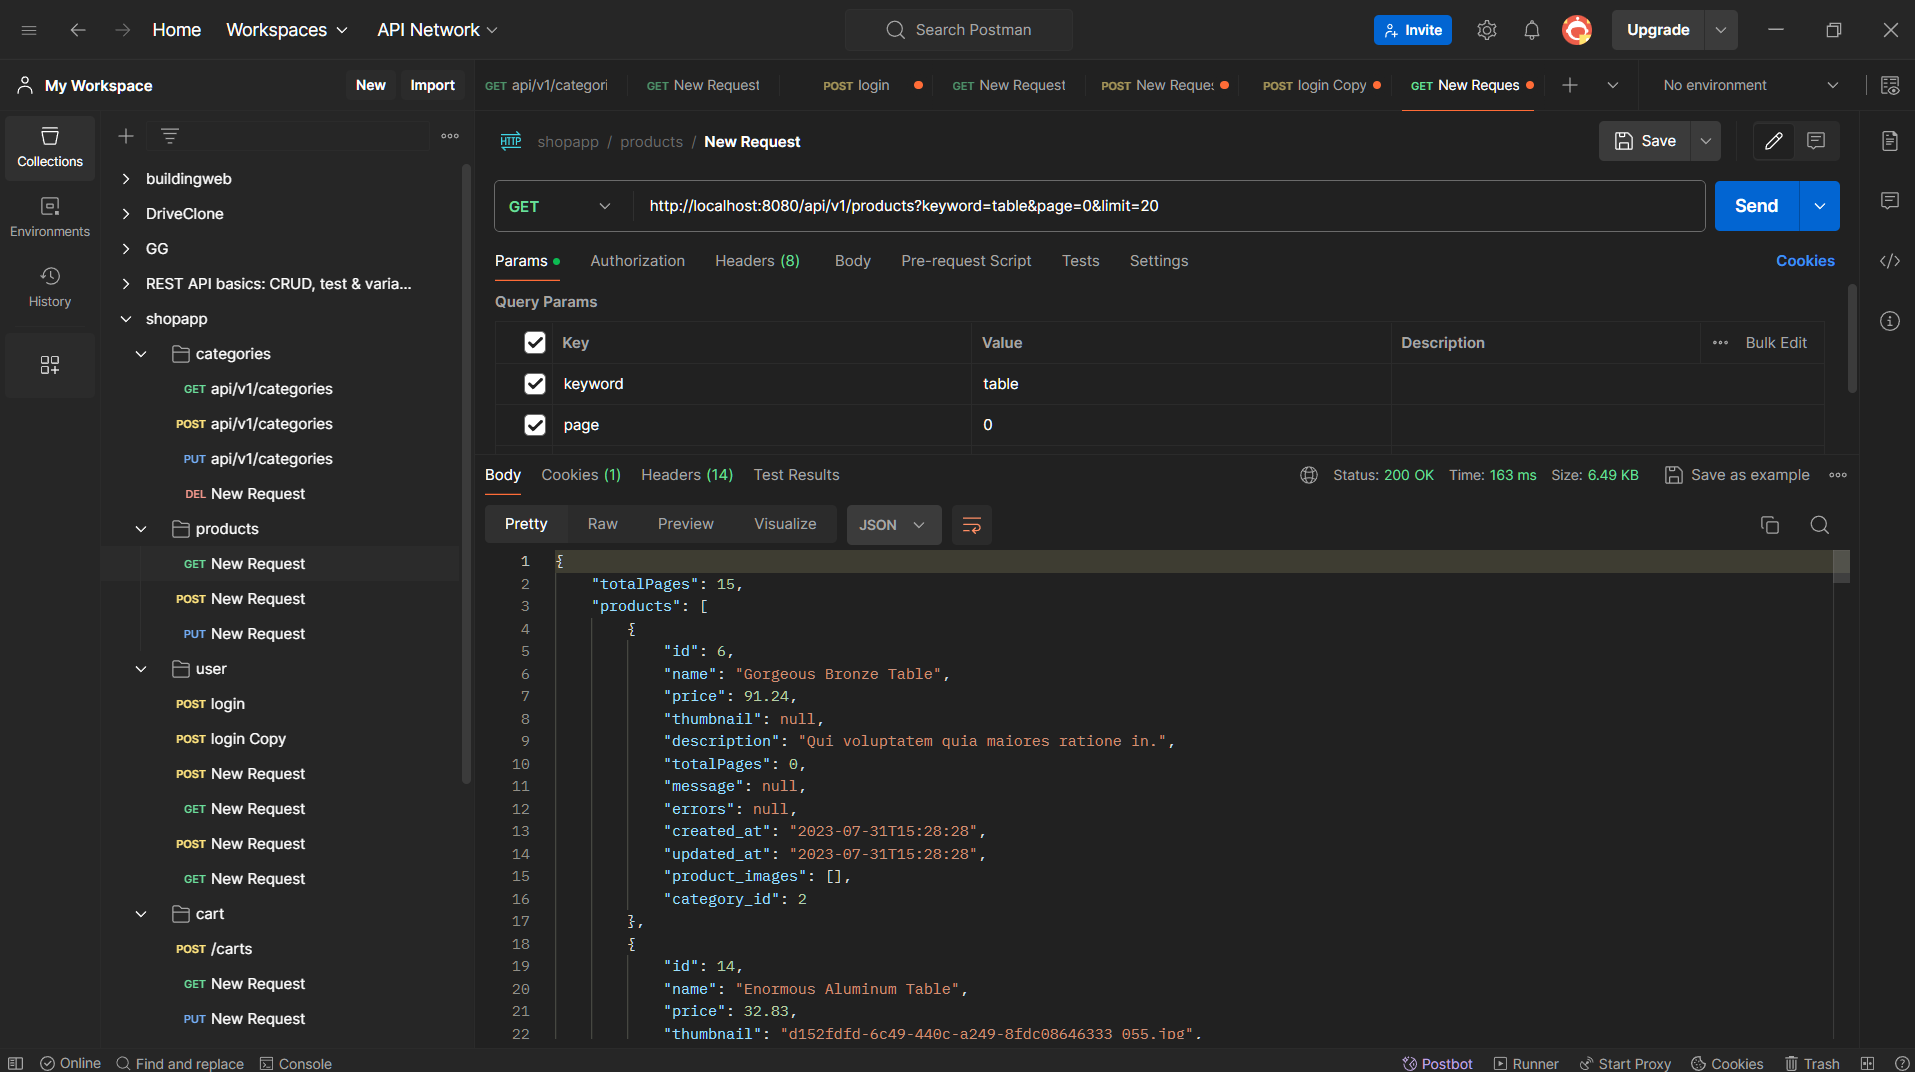 Home Workspaces API Network Search Postman Invite Upgrade
My Workspace New Import GET api/v1/categori GET New Request POST login GET New Request POST New Reques POST login Copy GET New Reques No environment
Collections
Environments
History
buildingweb
DriveClone
GG
REST API basics: CRUD, test & varia...
shopapp
categories
GET api/v1/categories
POST api/v1/categories
PUT api/v1/categories
DEL New Request
products
GET New Request
POST New Request
PUT New Request
user
POST login
POST login Copy
POST New Request
GET New Request
POST New Request
GET New Request
cart
POST /carts
GET New Request
PUT New Request
HTTP shopapp / products / New Request Save
GET http://localhost:8080/api/v1/products?keyword=table&page=0&limit=20 Send
Params Authorization Headers (8) Body Pre-request Script Tests Settings Cookies
Query Params
Key Value Description Bulk Edit
keyword table
page 0
Body Cookies (1) Headers (14) Test Results Status: 200 OK Time: 163 ms Size: 6.49 KB Save as example
Pretty Raw Preview Visualize JSON
1 {
2 "totalPages": 15,
3 "products": [
4 {
5 "id": 6,
6 "name": "Gorgeous Bronze Table",
7 "price": 91.24,
8 "thumbnail": null,
9 "description": "Qui voluptatem quia maiores ratione in.",
10 "totalPages": 0,
11 "message": null,
12 "errors": null,
13 "created_at": "2023-07-31T15:28:28",
14 "updated_at": "2023-07-31T15:28:28",
15 "product_images": [],
16 "category_id": 2
17 },
18 {
19 "id": 14,
20 "name": "Enormous Aluminum Table",
21 "price": 32.83,
22 "thumbnail": "d152fdfd-6c49-440c-a249-8fdc08646333_055.jpg",
Online Find and replace Console Postbot Runner Start Proxy Cookies Trash